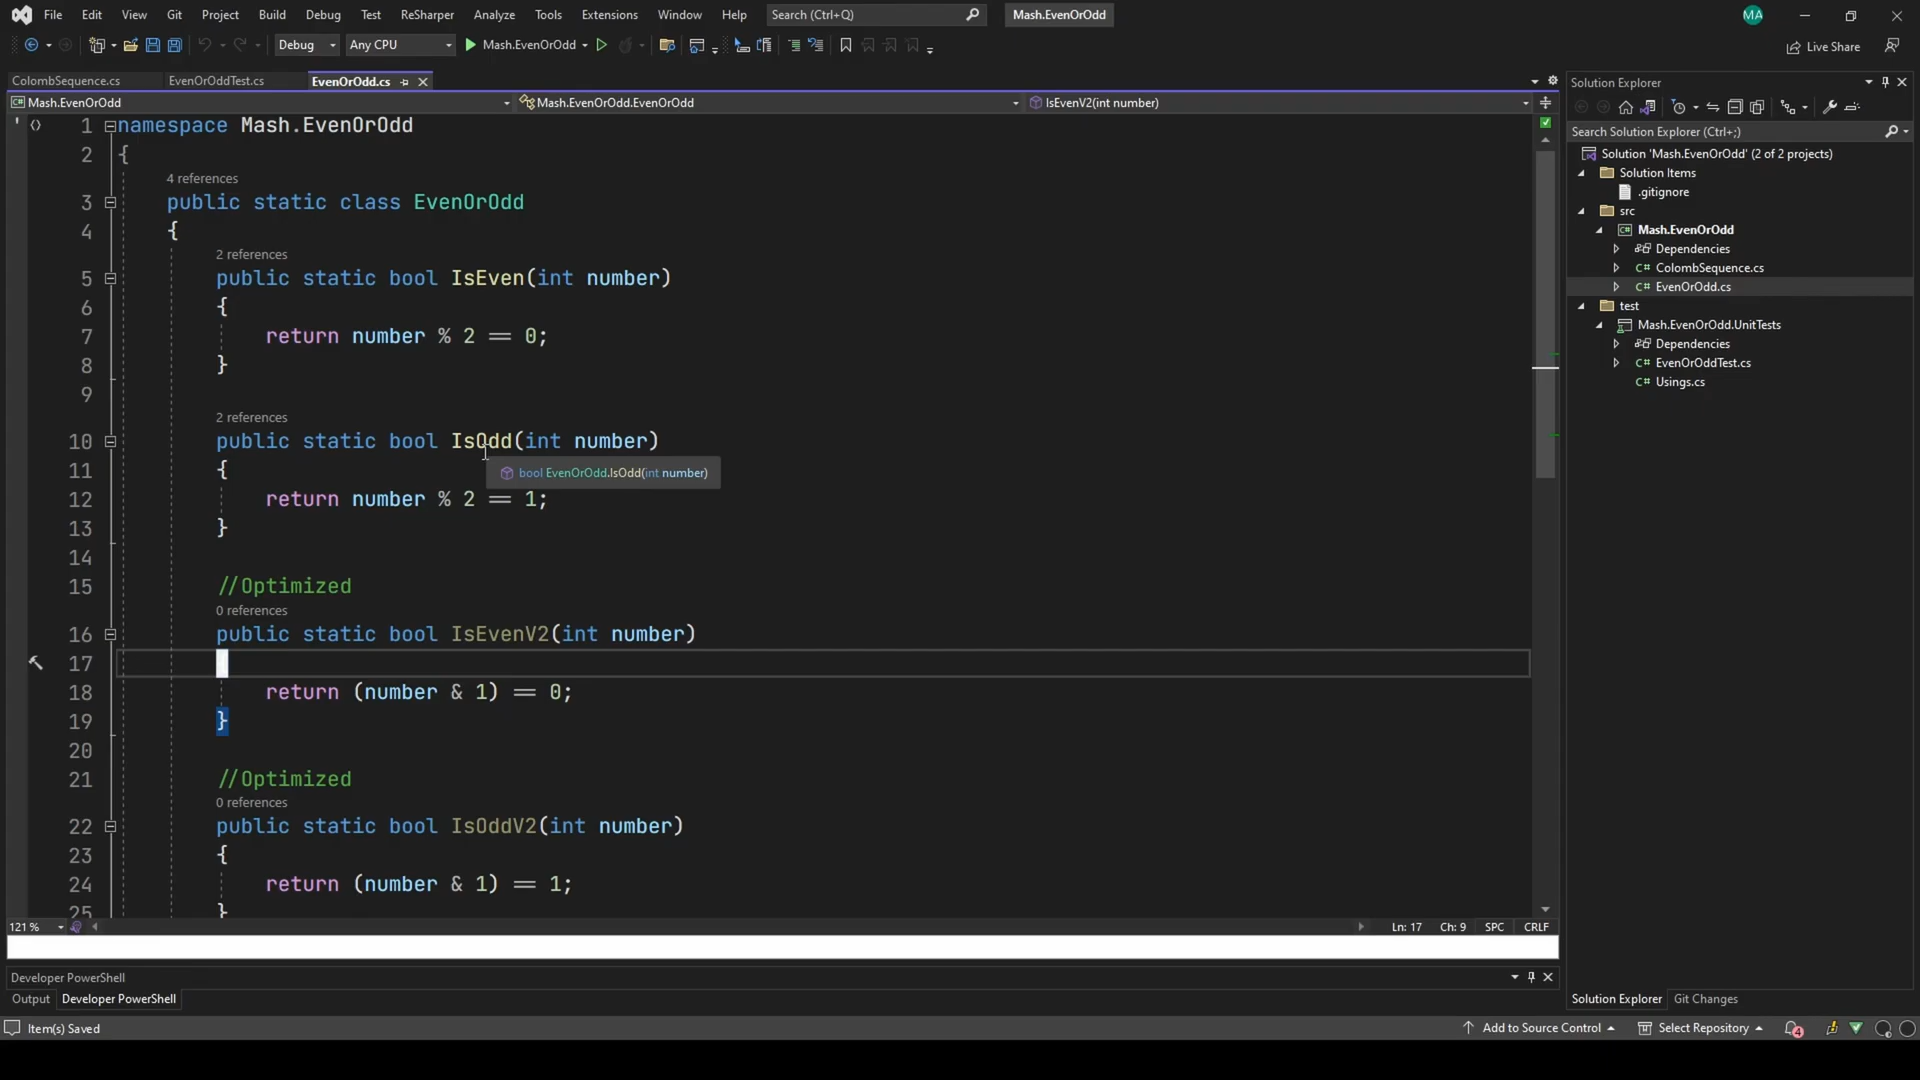 File Edit View Git Project Build Debug Test ReSharper Analyze Tools Extensions Window Help Search (Ctrl+Q) Mash.EvenOrOdd MA
Debug Any CPU Mash.EvenOrOdd Live Share
ColombSequence.cs EvenOrOddTest.cs EvenOrOdd.cs
Mash.EvenOrOdd Mash.EvenOrOdd.EvenOrOdd IsEvenV2(int number)
1 namespace Mash.EvenOrOdd
2 {
4 references
3 public static class EvenOrOdd
4 {
2 references
5 public static bool IsEven(int number)
6 {
7 return number % 2 == 0;
8 }
9
2 references
10 public static bool IsOdd(int number)
11 {
bool EvenOrOdd.IsOdd(int number)
12 return number % 2 == 1;
13 }
14
15 //Optimized
0 references
16 public static bool IsEvenV2(int number)
17
18 return (number & 1) == 0;
19 }
20
21 //Optimized
0 references
22 public static bool IsOddV2(int number)
23 {
24 return (number & 1) == 1;
25 }
121 % Ln: 17 Ch: 9 SPC CRLF
Developer PowerShell
Output Developer PowerShell
Item(s) Saved
Solution Explorer
Search Solution Explorer (Ctrl+;)
Solution 'Mash.EvenOrOdd' (2 of 2 projects)
Solution Items
.gitignore
src
C# Mash.EvenOrOdd
Dependencies
C# ColombSequence.cs
C# EvenOrOdd.cs
test
Mash.EvenOrOdd.UnitTests
Dependencies
C# EvenOrOddTest.cs
C# Usings.cs
Solution Explorer Git Changes
Add to Source Control Select Repository 4